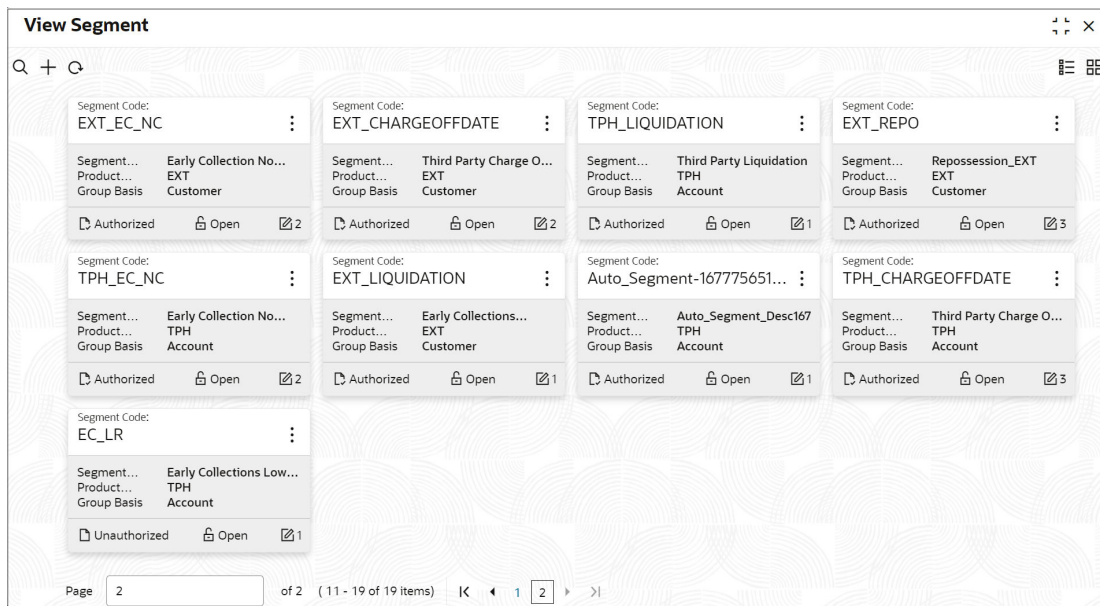 View Segment
Segment Code:
EXT_EC_NC
Segment... Early Collection No...
Product... EXT
Group Basis Customer
Authorized Open 2
Segment Code:
EXT_CHARGEOFFDATE
Segment... Third Party Charge O...
Product... EXT
Group Basis Customer
Authorized Open 2
Segment Code:
TPH_LIQUIDATION
Segment... Third Party Liquidation
Product... TPH
Group Basis Account
Authorized Open 1
Segment Code:
EXT_REPO
Segment... Repossession_EXT
Product... EXT
Group Basis Customer
Authorized Open 3
Segment Code:
TPH_EC_NC
Segment... Early Collection No...
Product... TPH
Group Basis Account
Authorized Open 2
Segment Code:
EXT_LIQUIDATION
Segment... Early Collections...
Product... EXT
Group Basis Customer
Authorized Open 1
Segment Code:
Auto_Segment-167775651...
Segment... Auto_Segment_Desc167
Product... TPH
Group Basis Account
Authorized Open 1
Segment Code:
TPH_CHARGEOFFDATE
Segment... Third Party Charge O...
Product... TPH
Group Basis Account
Authorized Open 3
Segment Code:
EC_LR
Segment... Early Collections Low...
Product... TPH
Group Basis Account
Unauthorized Open 1
Page 2 of 2 ( 11 - 19 of 19 items) 1 2